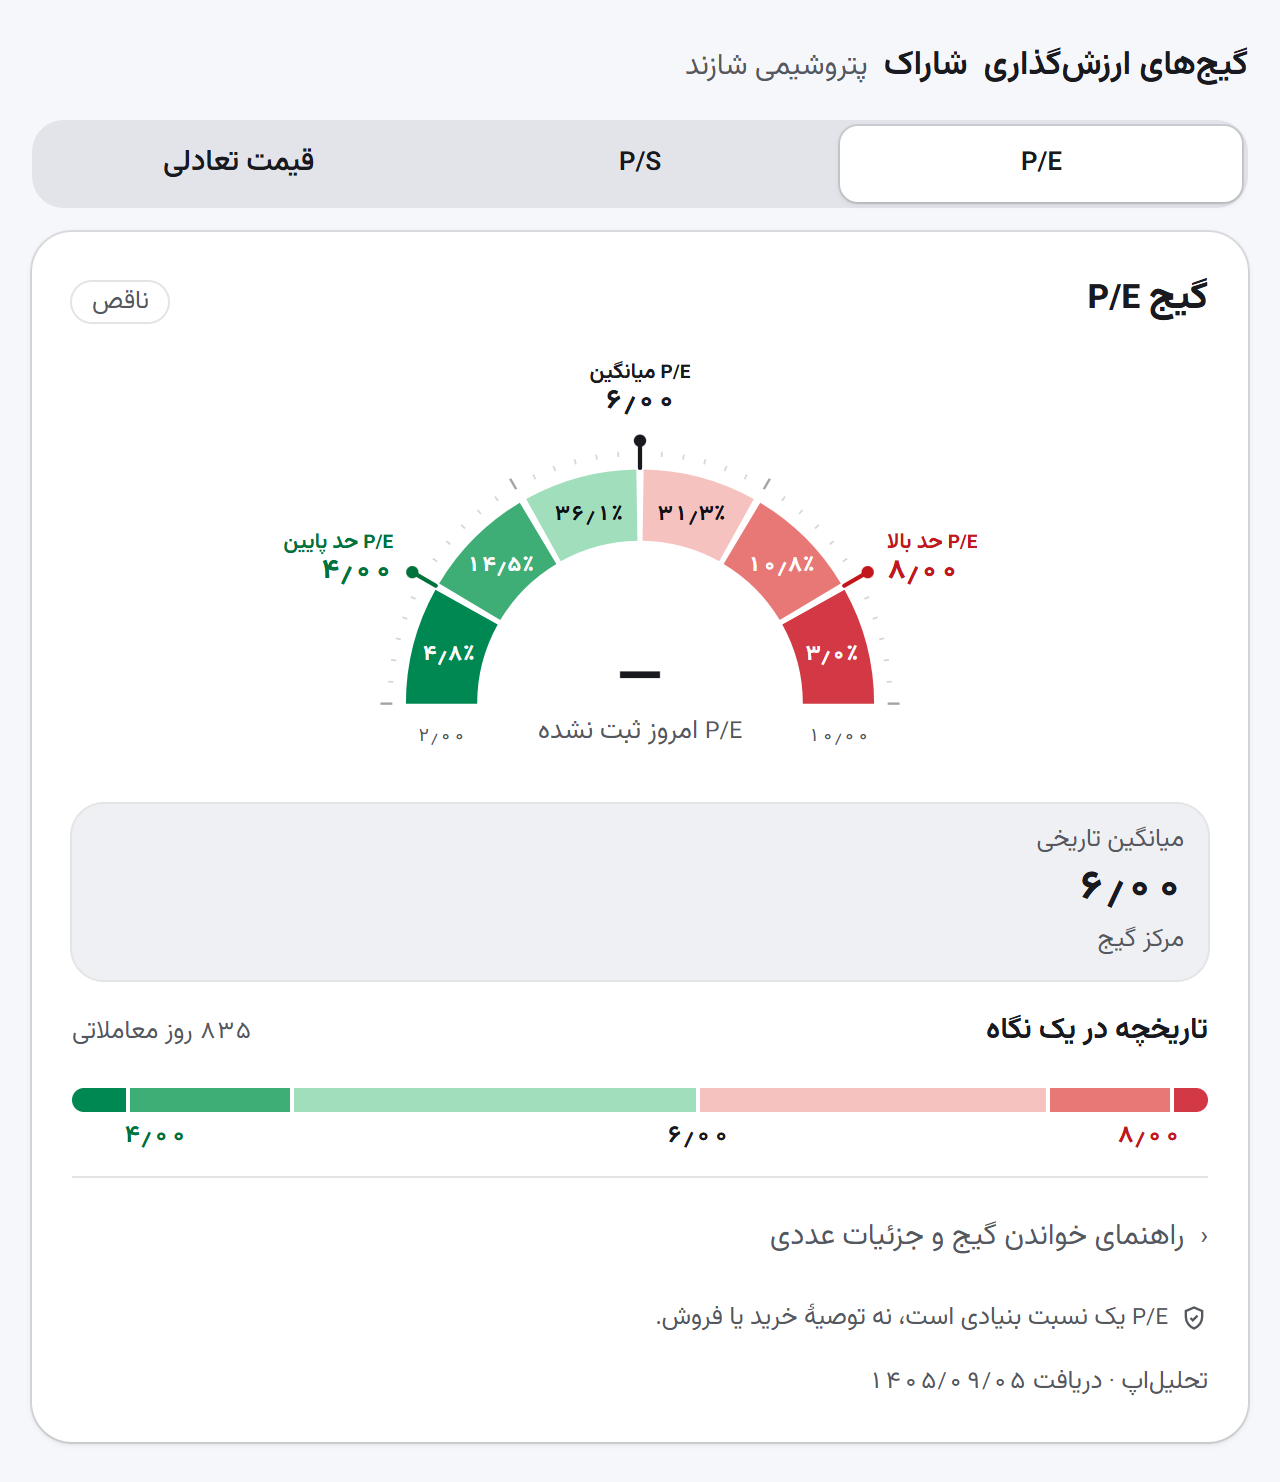 گیج‌های ارزش‌گذاری شاراک پتروشیمی شازند
P/E
P/S
قیمت تعادلی
گیج P/E
ناقص
P/E میانگین
۶٫۰۰
P/E حد بالا
۸٫۰۰
P/E حد پایین
۴٫۰۰
۳٫۰٪
۱۰٫۸٪
۳۱٫۳٪
۳۶٫۱٪
۱۴٫۵٪
۴٫۸٪
—
P/E امروز ثبت نشده
۱۰٫۰۰
۲٫۰۰
میانگین تاریخی
۶٫۰۰
مرکز گیج
تاریخچه در یک نگاه
۸۳۵ روز معاملاتی
۸٫۰۰
۶٫۰۰
۴٫۰۰
‹ راهنمای خواندن گیج و جزئیات عددی
P/E یک نسبت بنیادی است، نه توصیهٔ خرید یا فروش.
تحلیل‌اپ · دریافت ۱۴۰۵/۰۹/۰۵